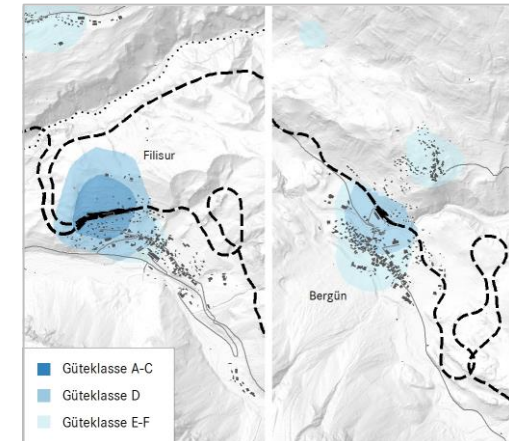 Filisur
Bergün
Güteklasse A-C
Güteklasse D
Güteklasse E-F